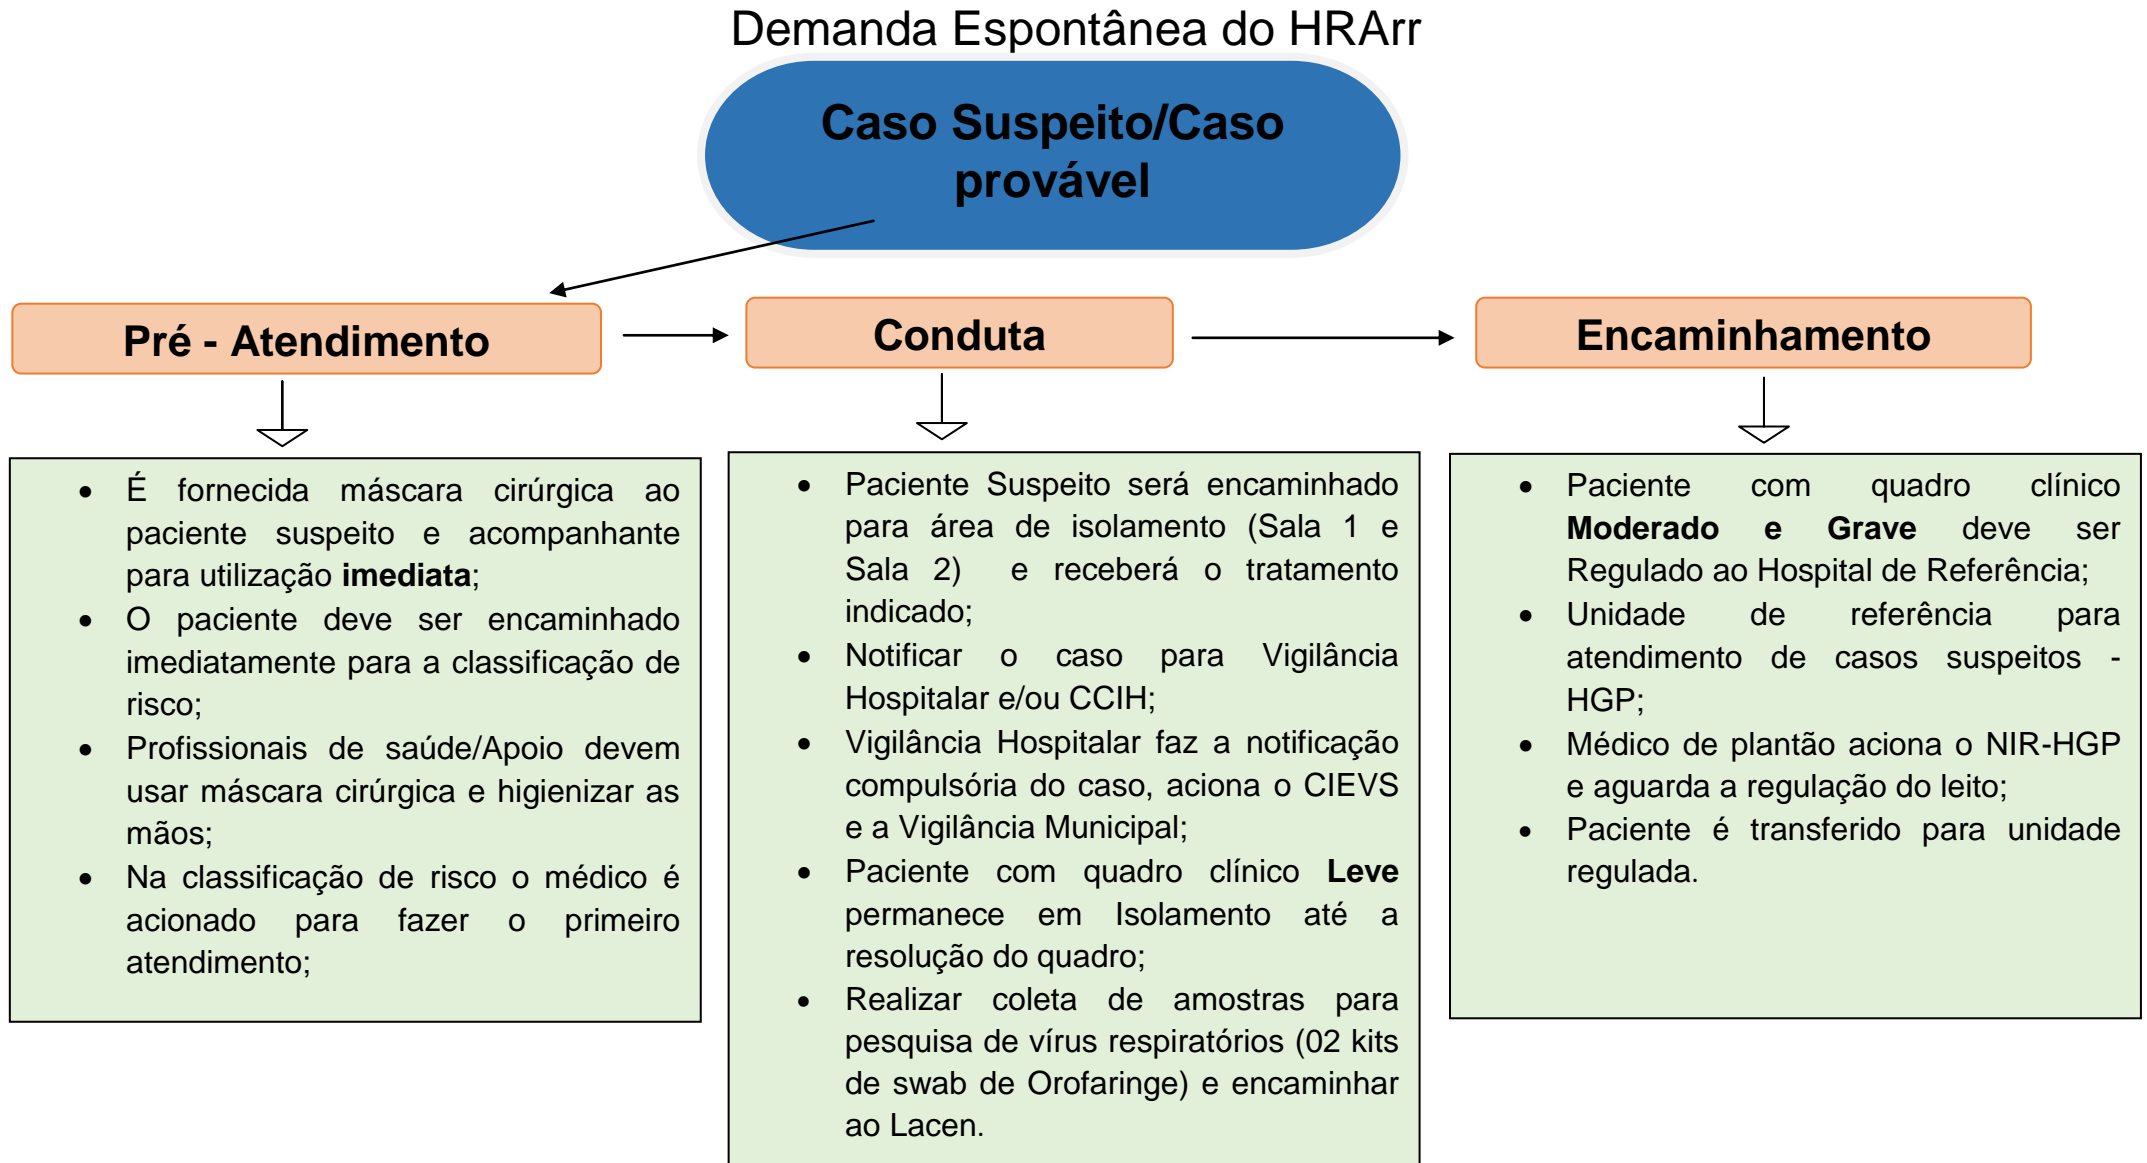 Demanda Espontânea do HRArr
Caso Suspeito/Caso
provável
Pré - Atendimento
Conduta
Encaminhamento
• É fornecida máscara cirúrgica ao
paciente suspeito e acompanhante
para utilização imediata;
• O paciente deve ser encaminhado
imediatamente para a classificação de
risco;
• Profissionais de saúde/Apoio devem
usar máscara cirúrgica e higienizar as
mãos;
• Na classificação de risco o médico é
acionado para fazer o primeiro
atendimento;
• Paciente Suspeito será encaminhado
para área de isolamento (Sala 1 e
Sala 2) e receberá o tratamento
indicado;
• Notificar o caso para Vigilância
Hospitalar e/ou CCIH;
• Vigilância Hospitalar faz a notificação
compulsória do caso, aciona o CIEVS
e a Vigilância Municipal;
• Paciente com quadro clínico Leve
permanece em Isolamento até a
resolução do quadro;
• Realizar coleta de amostras para
pesquisa de vírus respiratórios (02 kits
de swab de Orofaringe) e encaminhar
ao Lacen.
• Paciente com quadro clínico
Moderado e Grave deve ser
Regulado ao Hospital de Referência;
• Unidade de referência para
atendimento de casos suspeitos -
HGP;
• Médico de plantão aciona o NIR-HGP
e aguarda a regulação do leito;
• Paciente é transferido para unidade
regulada.